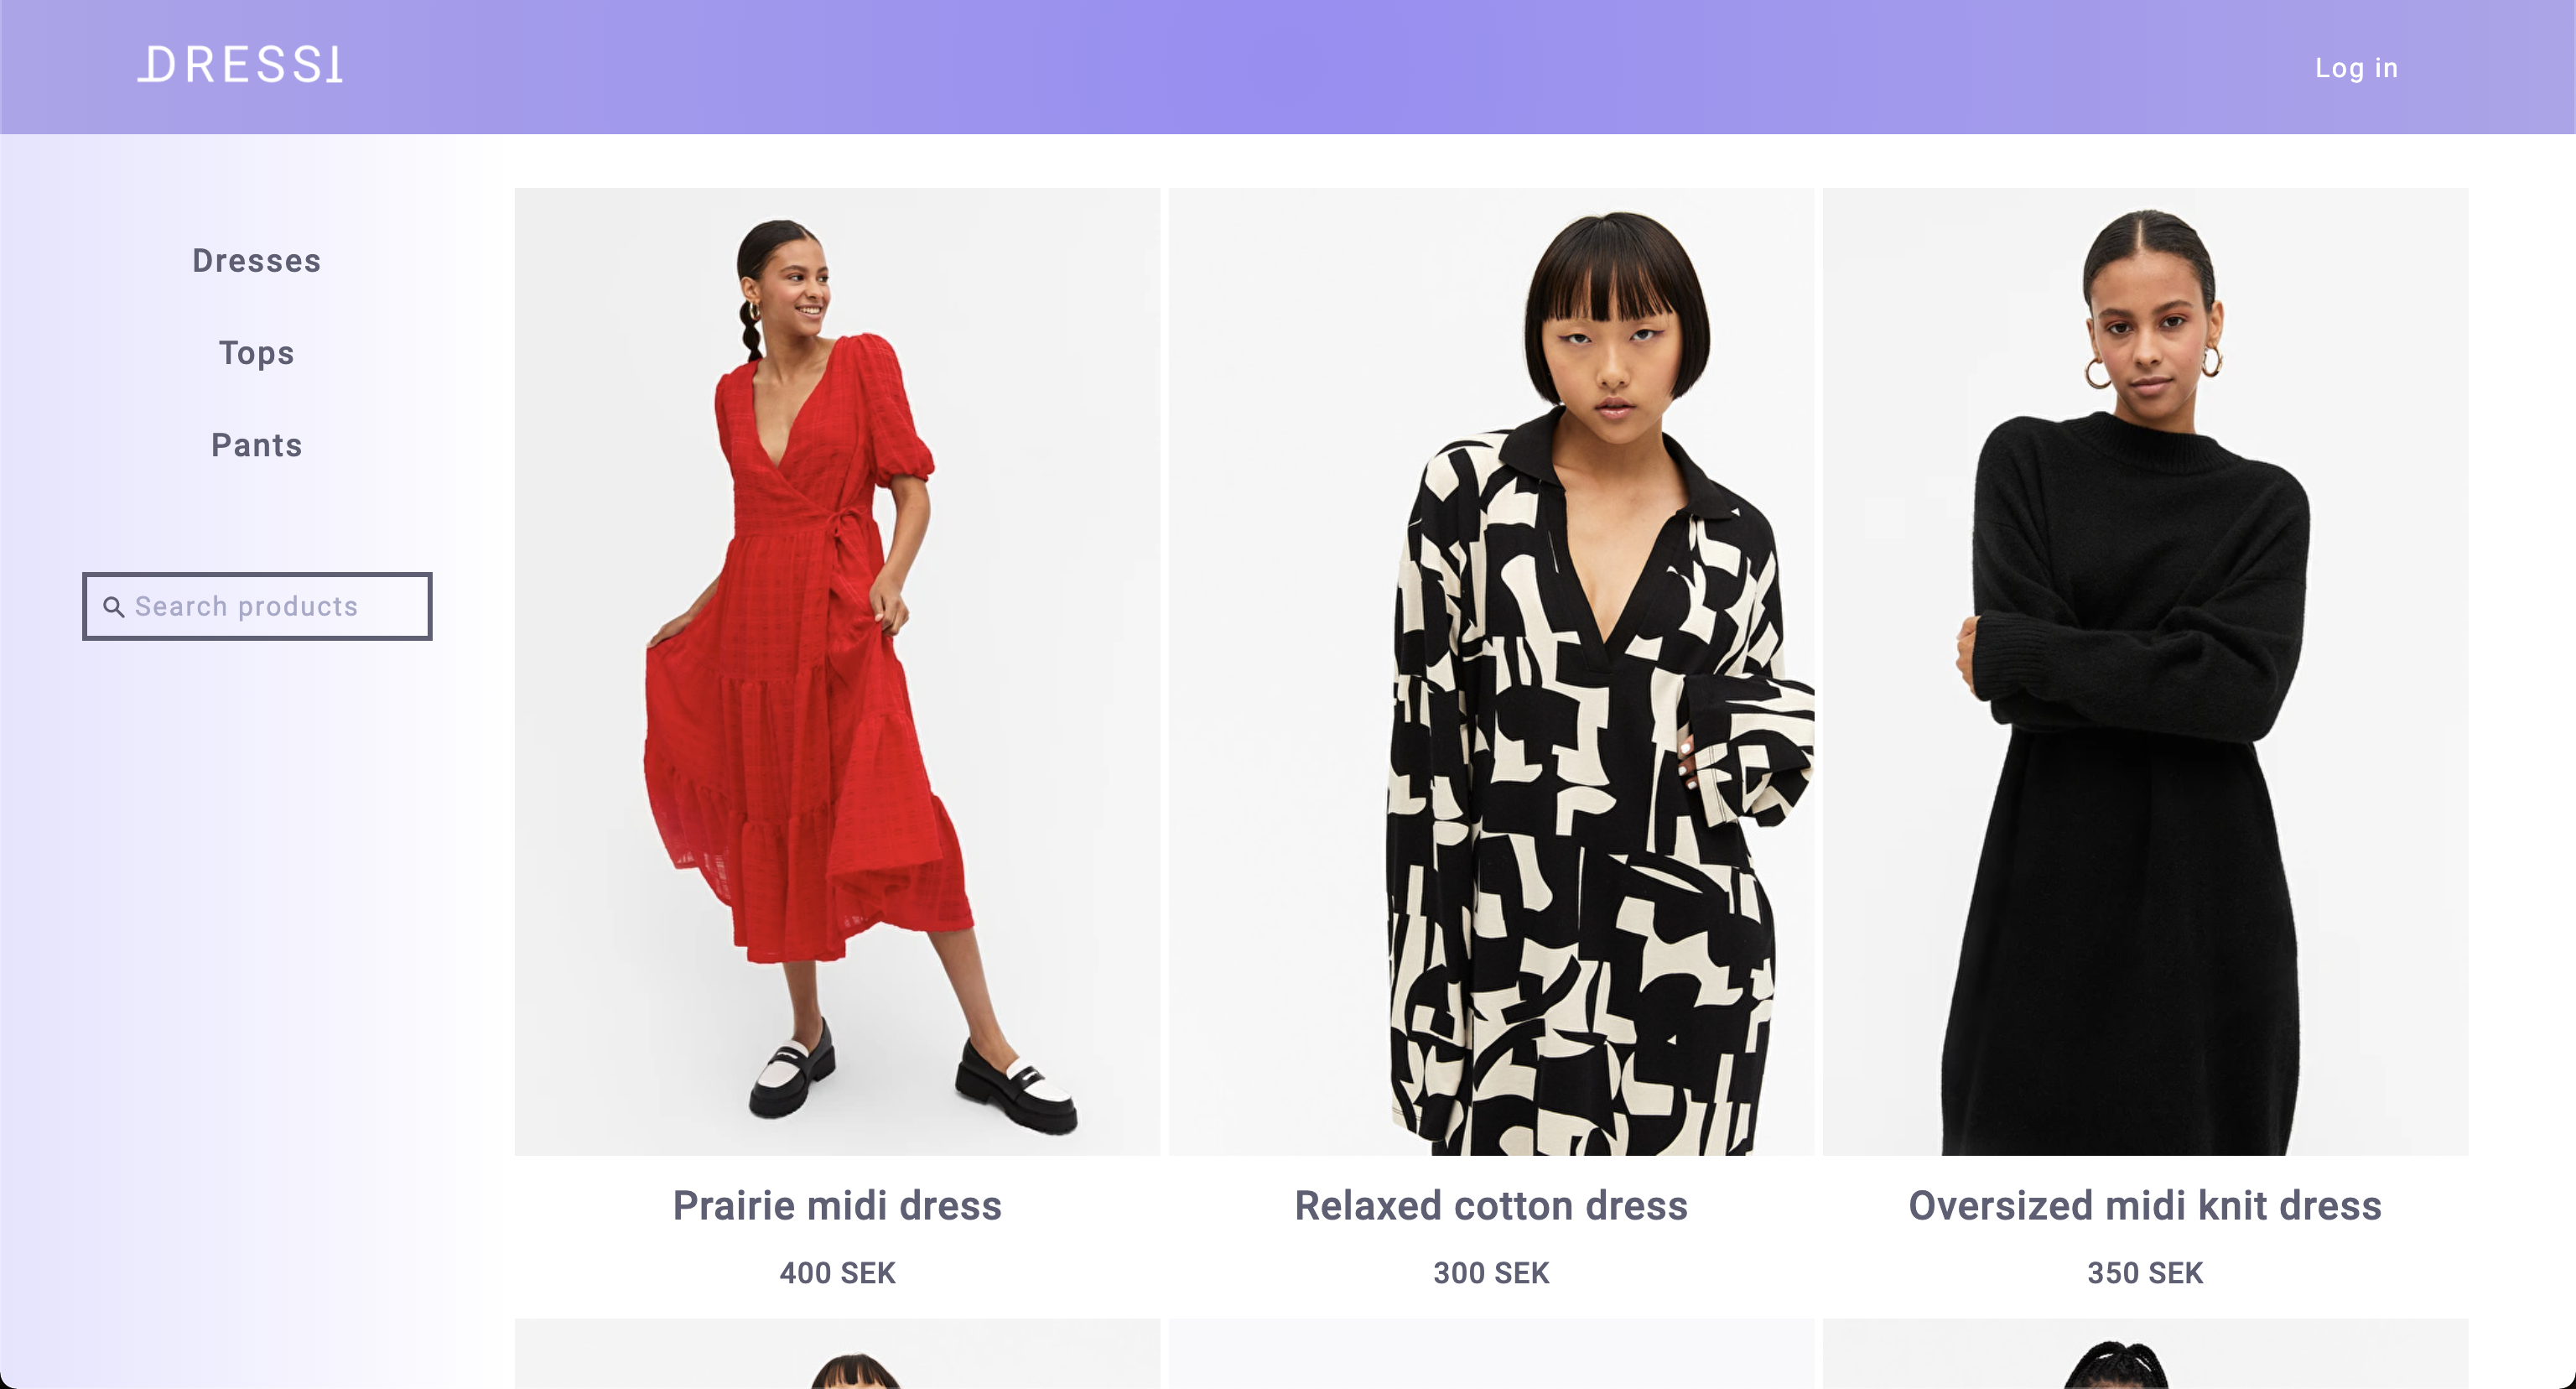 DRESSI
Log in
Dresses
Tops
Pants
Search products
Prairie midi dress
400 SEK
Relaxed cotton dress
300 SEK
Oversized midi knit dress
350 SEK